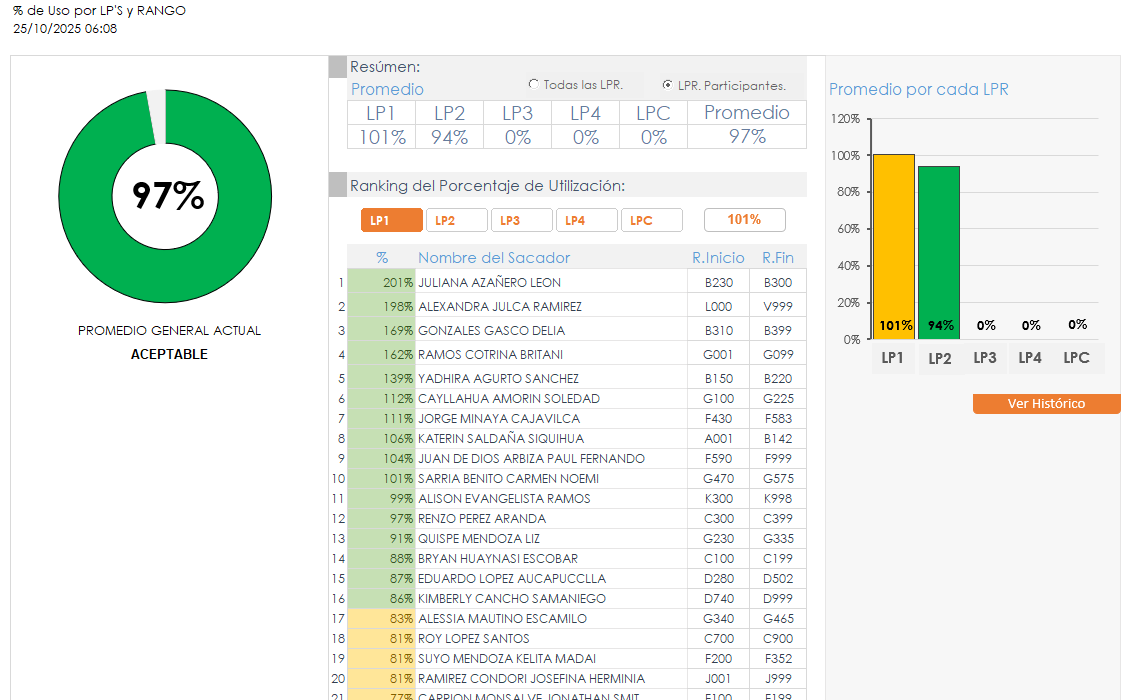 % de Uso por LP'S y RANGO
25/10/2025 06:08
97%
PROMEDIO GENERAL ACTUAL
ACEPTABLE
Resúmen:
Promedio
Todas las LPR.
LPR. Participantes.
LP1 LP2 LP3 LP4 LPC Promedio
101% 94% 0% 0% 0% 97%
Ranking del Porcentaje de Utilización:
LP1 LP2 LP3 LP4 LPC 101%
% Nombre del Sacador R.Inicio R.Fin
1 201% JULIANA AZAÑERO LEON B230 B300
2 198% ALEXANDRA JULCA RAMIREZ L000 V999
3 169% GONZALES GASCO DELIA B310 B399
4 162% RAMOS COTRINA BRITANI G001 G099
5 139% YADHIRA AGURTO SANCHEZ B150 B220
6 112% CAYLLAHUA AMORIN SOLEDAD G100 G225
7 111% JORGE MINAYA CAJAVILCA F430 F583
8 106% KATERIN SALDAÑA SIQUIHUA A001 B142
9 104% JUAN DE DIOS ARBIZA PAUL FERNANDO F590 F999
10 101% SARRIA BENITO CARMEN NOEMI G470 G575
11 99% ALISON EVANGELISTA RAMOS K300 K998
12 97% RENZO PEREZ ARANDA C300 C399
13 91% QUISPE MENDOZA LIZ G230 G335
14 88% BRYAN HUAYNASI ESCOBAR C100 C199
15 87% EDUARDO LOPEZ AUCAPUCCLLA D280 D502
16 86% KIMBERLY CANCHO SAMANIEGO D740 D999
17 83% ALESSIA MAUTINO ESCAMILO G340 G465
18 81% ROY LOPEZ SANTOS C700 C900
19 81% SUYO MENDOZA KELITA MADAI F200 F352
20 81% RAMIREZ CONDORI JOSEFINA HERMINIA J001 J999
21 77% CARRION MONSALVE JONATHAN SMIT F100 F199
Promedio por cada LPR
120%
100%
80%
60%
40%
20%
0%
101% 94% 0% 0% 0%
LP1 LP2 LP3 LP4 LPC
Ver Histórico